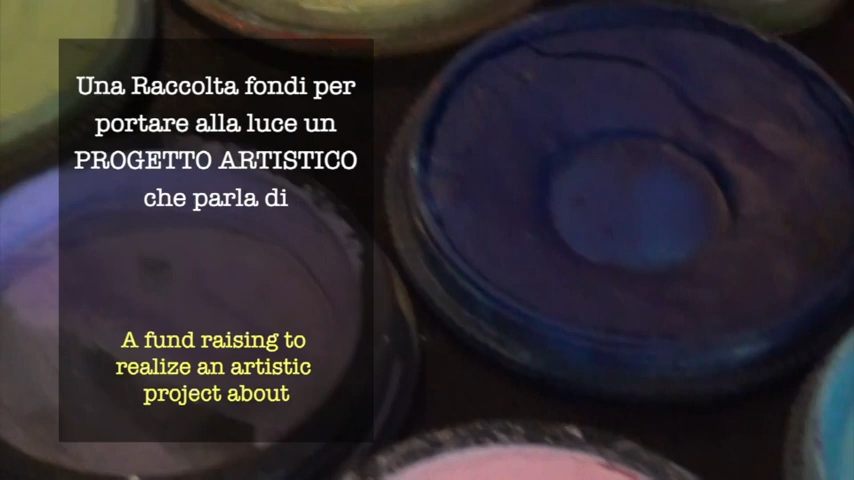 Una Raccolta fondi per
portare alla luce un
PROGETTO ARTISTICO
che parla di
A fund raising to
realize an artistic
project about